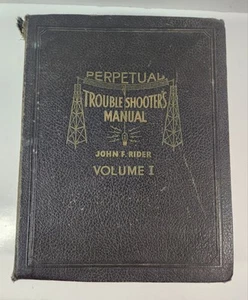 PERPETUAL
TROUBLE SHOOTER'S
MANUAL
JOHN F. RIDER
VOLUME I